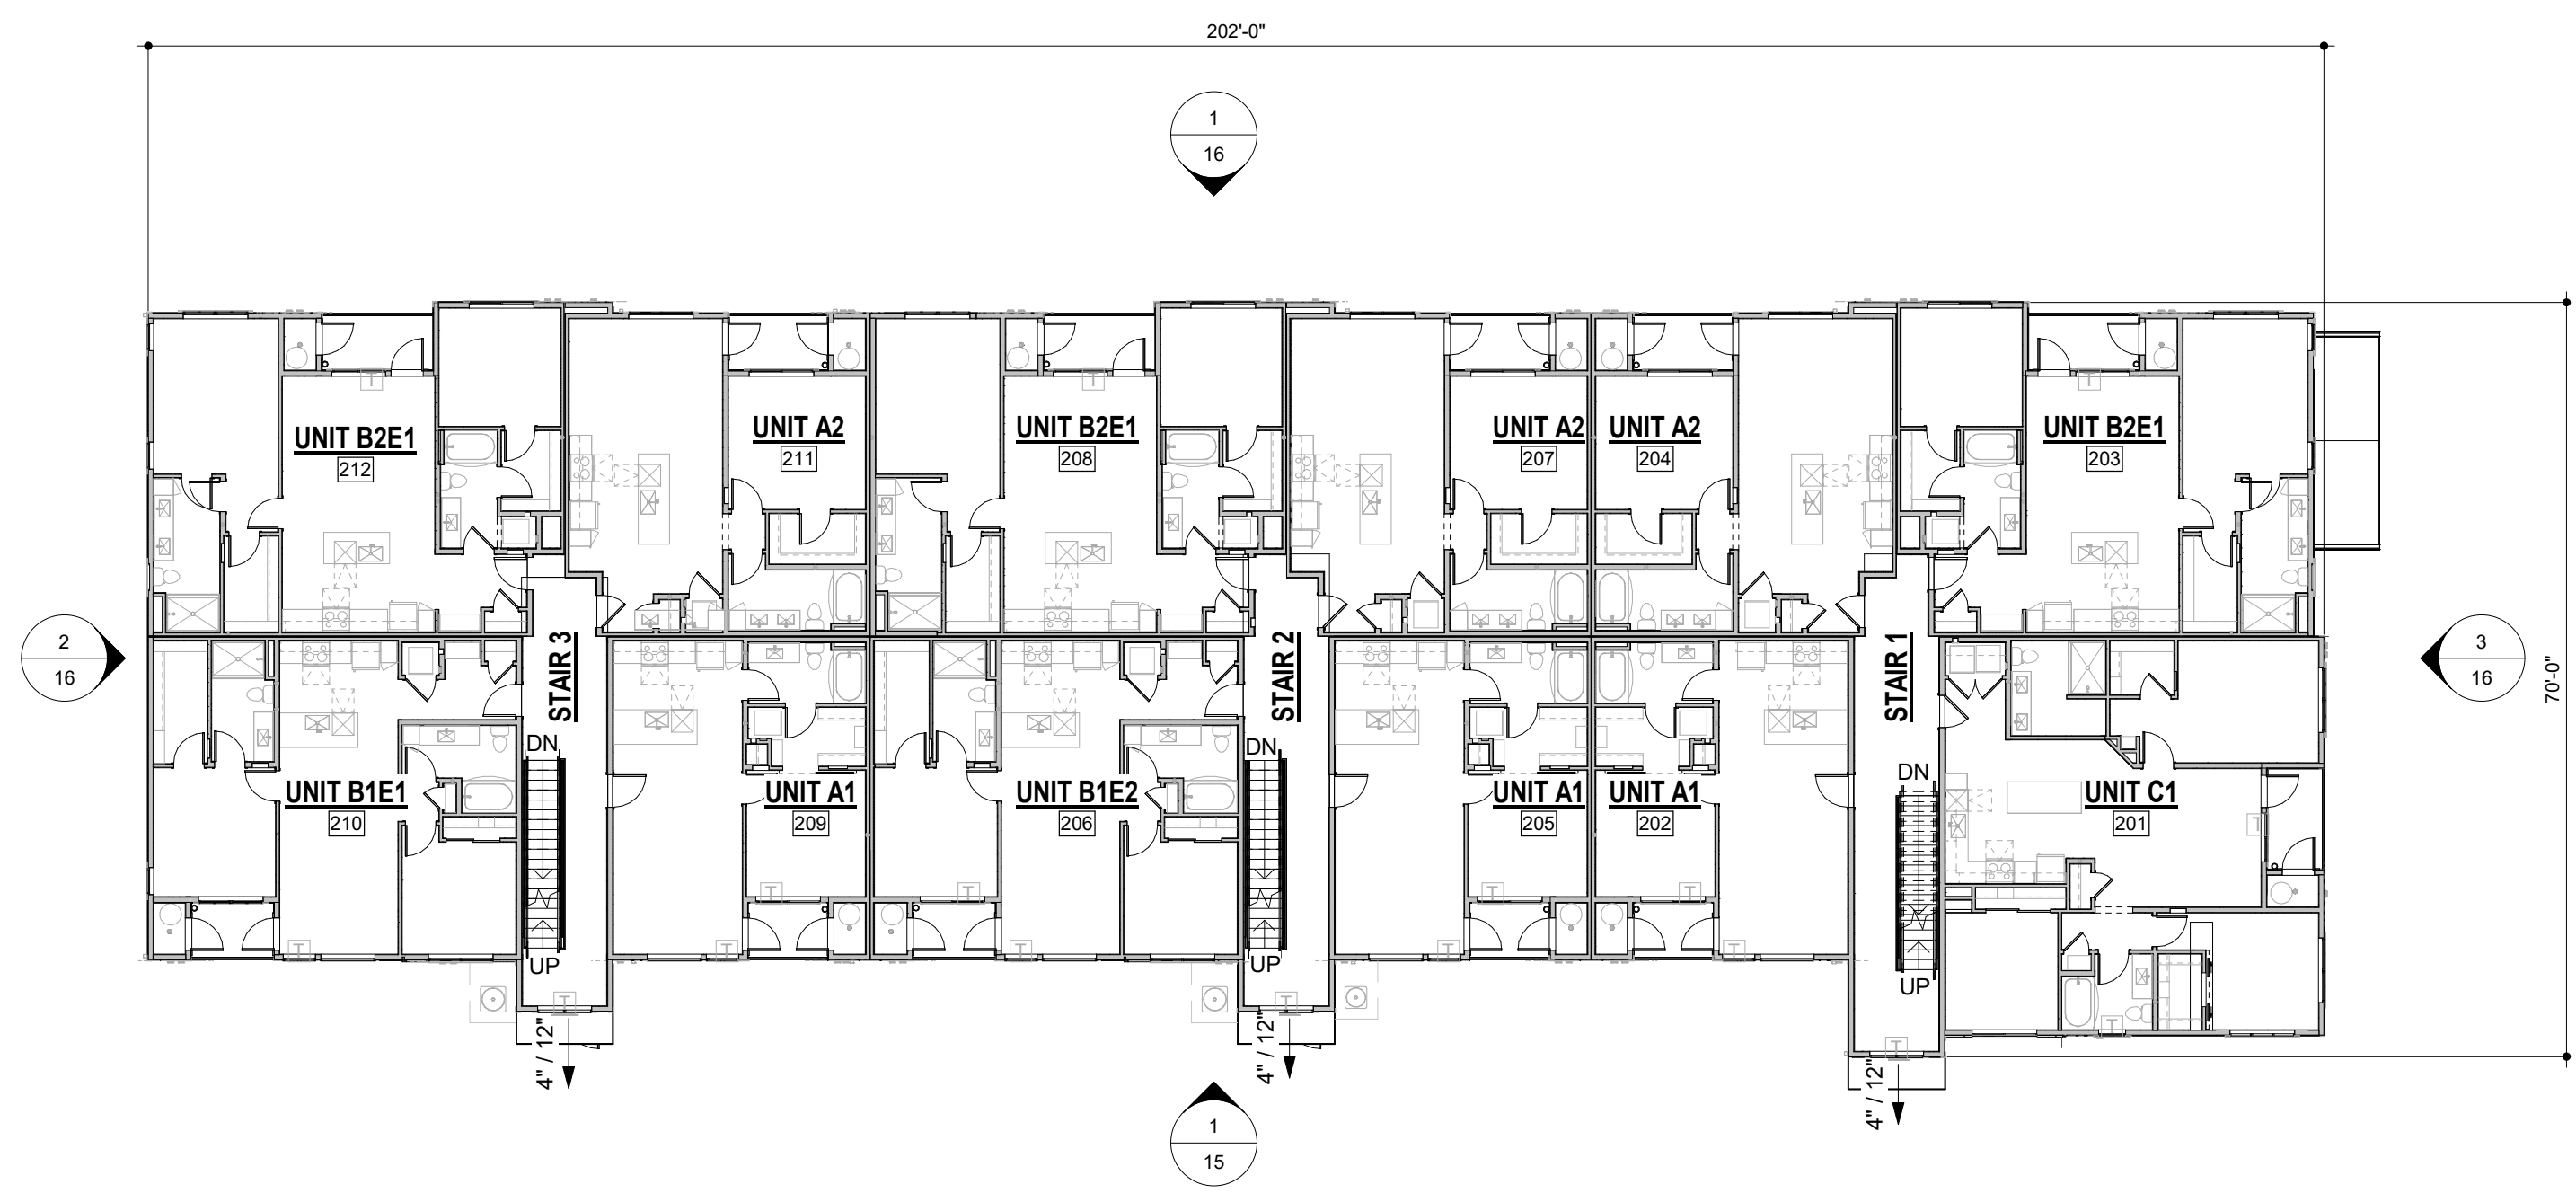 202'-0"
1
16
UNIT B2E1
212
UNIT A2
211
UNIT B2E1
208
UNIT A2
207
UNIT A2
204
UNIT B2E1
203
2
16
STAIR 3
STAIR 2
STAIR 1
3
16
70'-0"
DN
DN
DN
UNIT B1E1
210
UNIT A1
209
UNIT B1E2
206
UNIT A1
205
UNIT A1
202
UNIT C1
201
UP
UP
UP
4" / 12"
4" / 12"
4" / 12"
1
15